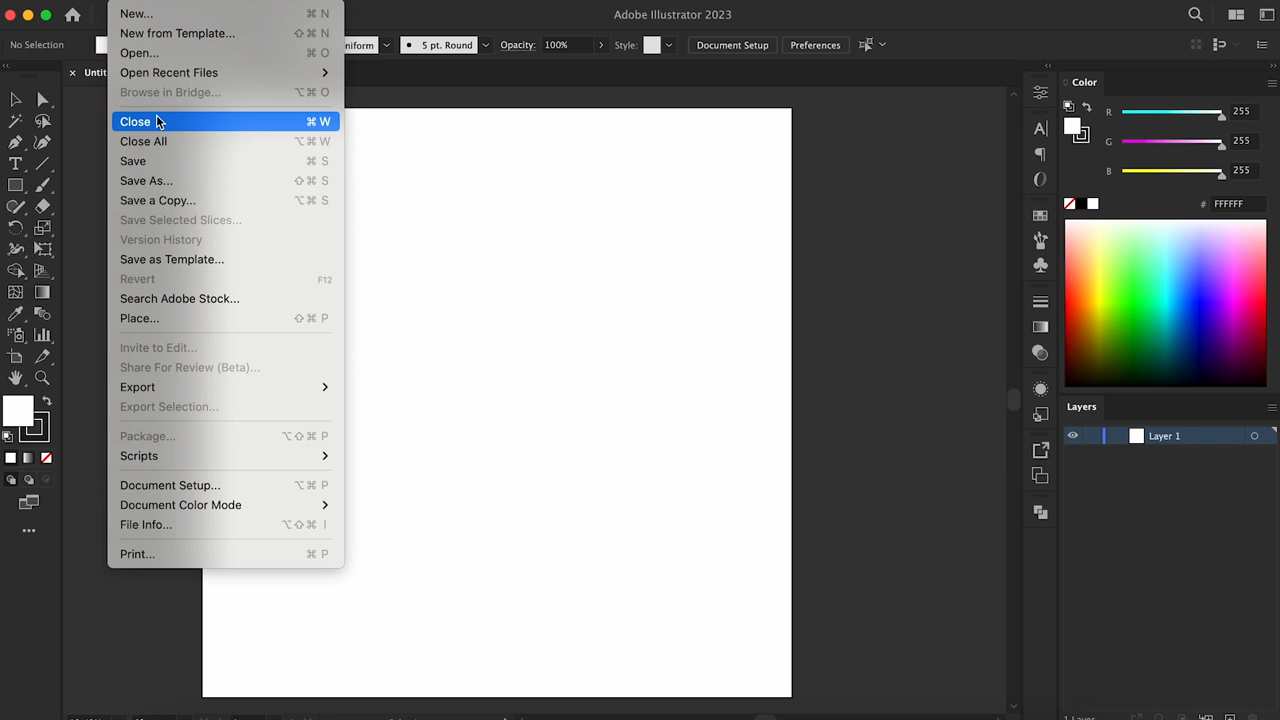 Adobe Illustrator 2023
No Selection
niform
5 pt. Round
Opacity:
100%
Style:
Document Setup
Preferences
Untit
New...
⌘ N
New from Template...
⇧⌘ N
Open...
⌘ O
Open Recent Files
Browse in Bridge...
⌥⌘ O
Close
⌘ W
Close All
⌥⌘ W
Save
⌘ S
Save As...
⇧⌘ S
Save a Copy...
⌥⌘ S
Save Selected Slices...
Version History
Save as Template...
Revert
F12
Search Adobe Stock...
Place...
⇧⌘ P
Invite to Edit...
Share For Review (Beta)...
Export
Export Selection...
Package...
⌥⇧⌘ P
Scripts
Document Setup...
⌥⌘ P
Document Color Mode
File Info...
⌥⇧⌘ I
Print...
⌘ P
Color
R
255
G
255
B
255
# FFFFFF
Layers
Layer 1